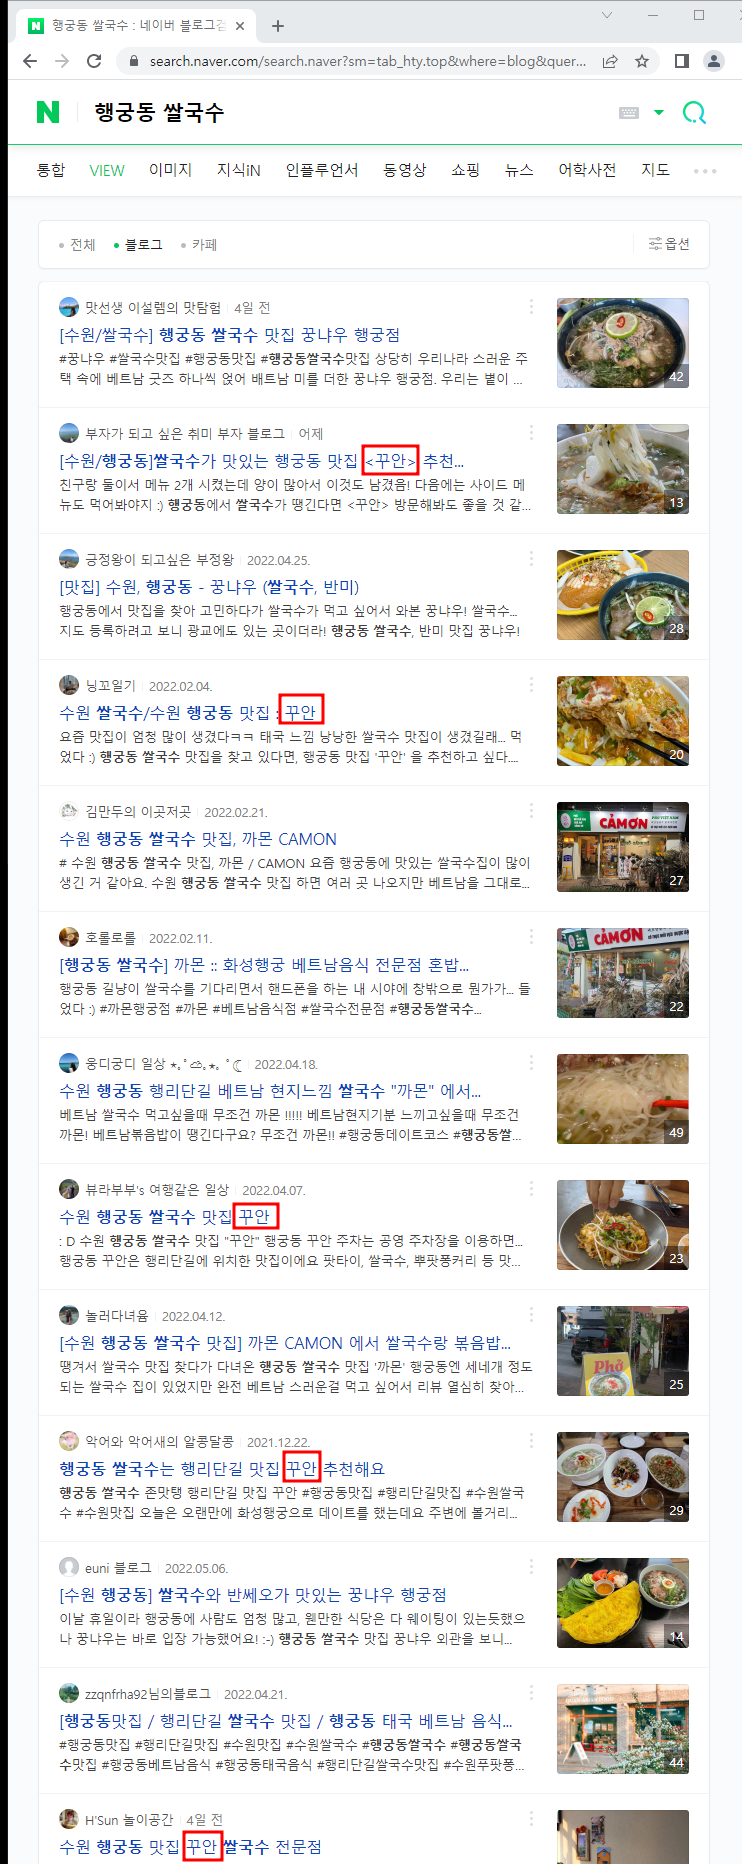 행궁동 쌀국수 : 네이버 블로그검
search.naver.com/search.naver?sm=tab_hty.top&where=blog&quer...
N 행궁동 쌀국수
통합 VIEW 이미지 지식iN 인플루언서 동영상 쇼핑 뉴스 어학사전 지도
전체 블로그 카페 옵션
맛선생 이설렘의 맛탐험 4일 전
[수원/쌀국수] 행궁동 쌀국수 맛집 꿍냐우 행궁점
#꿍냐우 #쌀국수맛집 #행궁동맛집 #행궁동쌀국수맛집 상당히 우리나라 스러운 주
택 속에 베트남 굿즈 하나씩 얹어 배트남 미를 더한 꿍냐우 행궁점. 우리는 볕이 ...
42
부자가 되고 싶은 취미 부자 블로그 어제
[수원/행궁동]쌀국수가 맛있는 행궁동 맛집 <꾸안> 추천...
친구랑 둘이서 메뉴 2개 시켰는데 양이 많아서 이것도 남겼음! 다음에는 사이드 메
뉴도 먹어봐야지 :) 행궁동에서 쌀국수가 땡긴다면 <꾸안> 방문해봐도 좋을 것 같...
13
긍정왕이 되고싶은 부정왕 2022.04.25.
[맛집] 수원, 행궁동 - 꿍냐우 (쌀국수, 반미)
행궁동에서 맛집을 찾아 고민하다가 쌀국수가 먹고 싶어서 와본 꿍냐우! 쌀국수...
지도 등록하려고 보니 광교에도 있는 곳이더라! 행궁동 쌀국수, 반미 맛집 꿍냐우!
28
닝꼬일기 2022.02.04.
수원 쌀국수/수원 행궁동 맛집 : 꾸안
요즘 맛집이 엄청 많이 생겼다ㅋㅋ 태국 느낌 낭낭한 쌀국수 맛집이 생겼길래... 먹
었다 :) 행궁동 쌀국수 맛집을 찾고 있다면, 행궁동 맛집 '꾸안' 을 추천하고 싶다....
20
김만두의 이곳저곳 2022.02.21.
수원 행궁동 쌀국수 맛집, 까몬 CAMON
# 수원 행궁동 쌀국수 맛집, 까몬 / CAMON 요즘 행궁동에 맛있는 쌀국수집이 많이
생긴 거 같아요. 수원 행궁동 쌀국수 맛집 하면 여러 곳 나오지만 베트남을 그대로...
CẢMƠN
27
호롤로롤 2022.02.11.
[행궁동 쌀국수] 까몬 :: 화성행궁 베트남음식 전문점 혼밥...
행궁동 길냥이 쌀국수를 기다리면서 핸드폰을 하는 내 시야에 창밖으로 뭔가가... 들
었다 :) #까몬행궁점 #까몬 #베트남음식점 #쌀국수전문점 #행궁동쌀국수...
CẢMƠN
22
웅디궁디 일상 ⋆｡ﾟ☁︎｡⋆｡ ﾟ☾ 2022.04.18.
수원 행궁동 행리단길 베트남 현지느낌 쌀국수 "까몬" 에서...
베트남 쌀국수 먹고싶을때 무조건 까몬 !!!!! 베트남현지기분 느끼고싶을때 무조건
까몬! 베트남볶음밥이 땡긴다구요? 무조건 까몬!! #행궁동데이트코스 #행궁동쌀...
49
뷰라부부's 여행같은 일상 2022.04.07.
수원 행궁동 쌀국수 맛집 꾸안
: D 수원 행궁동 쌀국수 맛집 "꾸안" 행궁동 꾸안 주차는 공영 주차장을 이용하면...
행궁동 꾸안은 행리단길에 위치한 맛집이에요 팟타이, 쌀국수, 뿌팟퐁커리 등 맛...
23
놀러다녀융 2022.04.12.
[수원 행궁동 쌀국수 맛집] 까몬 CAMON 에서 쌀국수랑 볶음밥...
땡겨서 쌀국수 맛집 찾다가 다녀온 행궁동 쌀국수 맛집 '까몬' 행궁동엔 세네개 정도
되는 쌀국수 집이 있었지만 완전 베트남 스러운걸 먹고 싶어서 리뷰 열심히 찾아...
Phở
25
악어와 악어새의 알콩달콩 2021.12.22.
행궁동 쌀국수는 행리단길 맛집 꾸안 추천해요
행궁동 쌀국수 존맛탱 행리단길 맛집 꾸안 #행궁동맛집 #행리단길맛집 #수원쌀국
수 #수원맛집 오늘은 오랜만에 화성행궁으로 데이트를 했는데요 주변에 볼거리...
29
euni 블로그 2022.05.06.
[수원 행궁동] 쌀국수와 반쎄오가 맛있는 꿍냐우 행궁점
이날 휴일이라 행궁동에 사람도 엄청 많고, 웬만한 식당은 다 웨이팅이 있는듯했으
나 꿍냐우는 바로 입장 가능했어요! :-) 행궁동 쌀국수 맛집 꿍냐우 외관을 보니...
14
zzqnfrha92님의블로그 2022.04.21.
[행궁동맛집 / 행리단길 쌀국수 맛집 / 행궁동 태국 베트남 음식...
#행궁동맛집 #행리단길맛집 #수원맛집 #수원쌀국수 #행궁동쌀국수 #행궁동쌀국
수맛집 #행궁동베트남음식 #행궁동태국음식 #행리단길쌀국수맛집 #수원푸팟퐁...
44
H'Sun 놀이공간 4일 전
수원 행궁동 맛집 꾸안 쌀국수 전문점